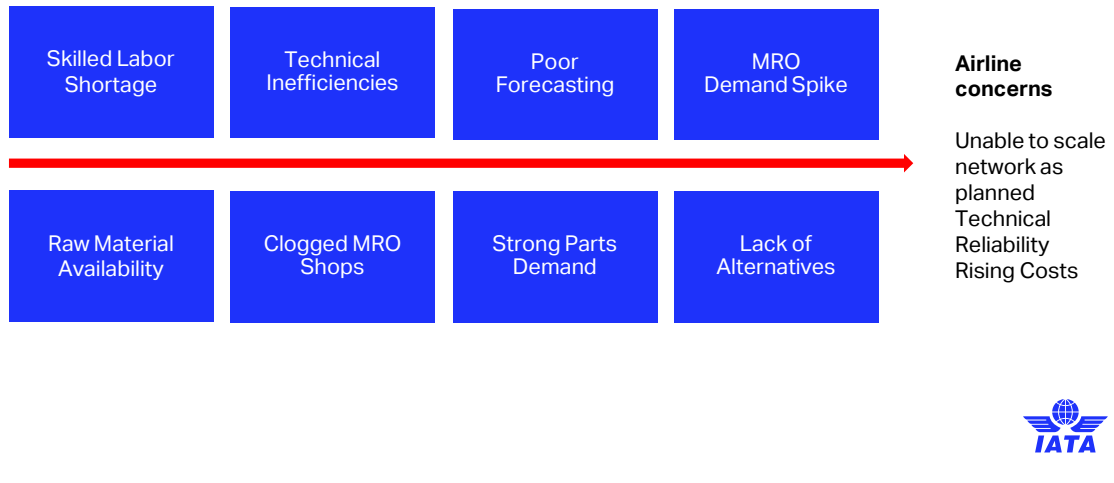 Skilled Labor
Shortage
Technical
Inefficiencies
Poor
Forecasting
MRO
Demand Spike
Raw Material
Availability
Clogged MRO
Shops
Strong Parts
Demand
Lack of
Alternatives
Airline
concerns
Unable to scale
network as
planned
Technical
Reliability
Rising Costs
IATA